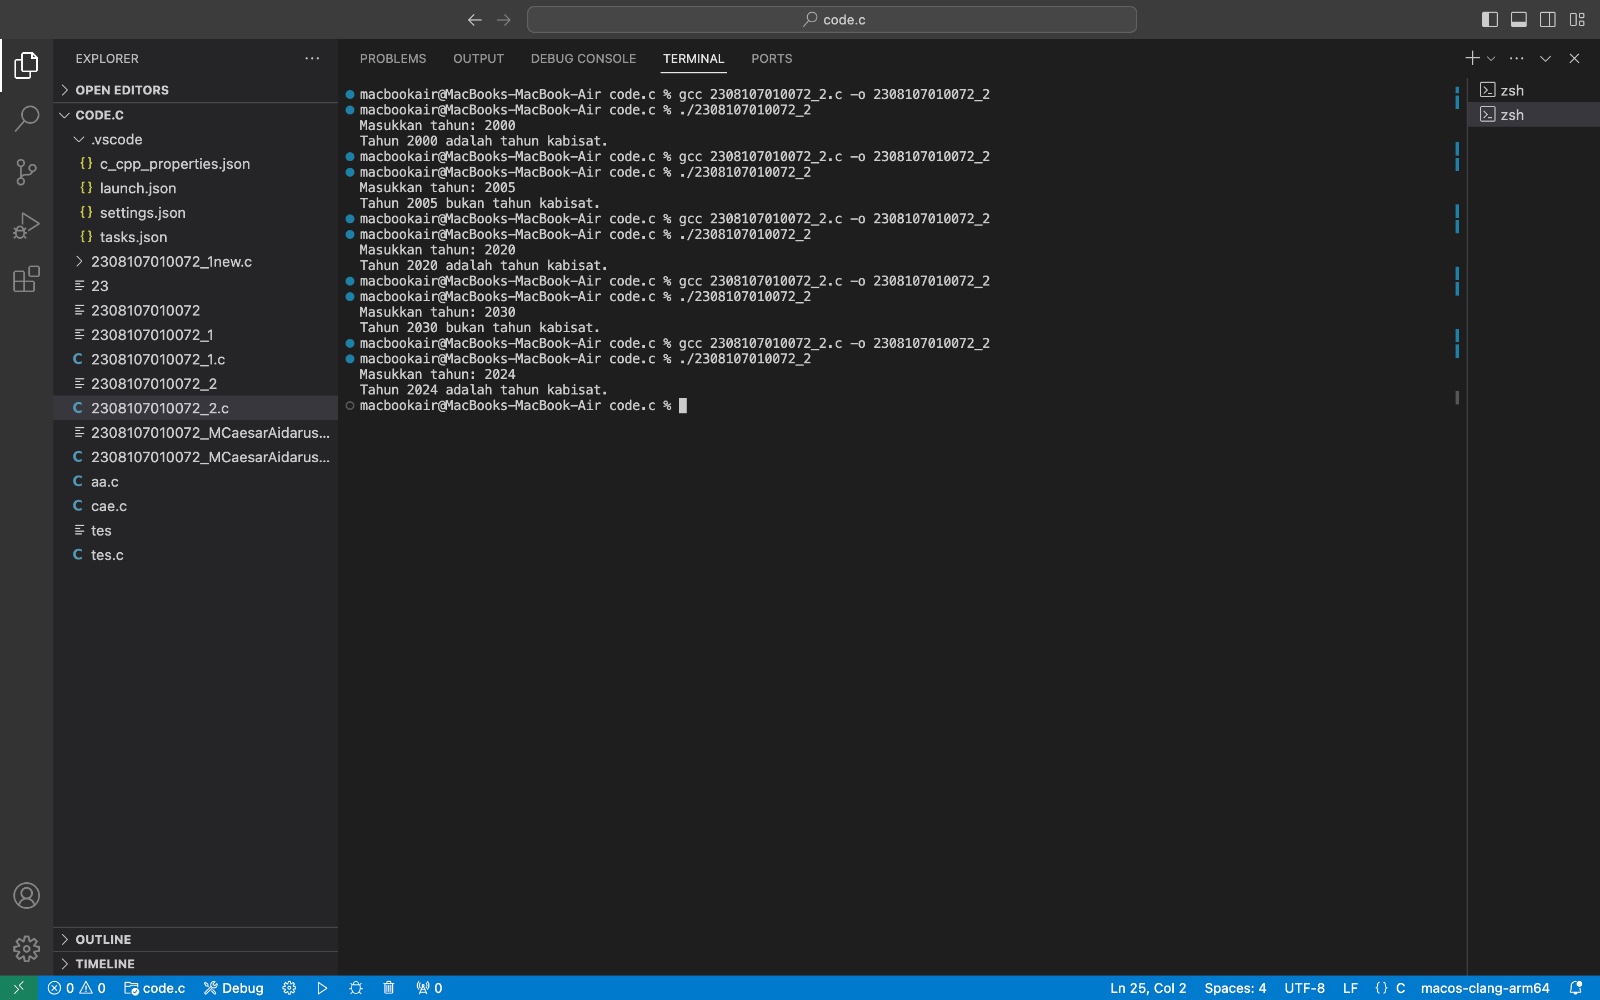 code.c
EXPLORER
OPEN EDITORS
CODE.C
.vscode
{} c_cpp_properties.json
{} launch.json
{} settings.json
{} tasks.json
2308107010072_1new.c
23
2308107010072
2308107010072_1
C 2308107010072_1.c
2308107010072_2
C 2308107010072_2.c
2308107010072_MCaesarAidarus...
C 2308107010072_MCaesarAidarus...
C aa.c
C cae.c
tes
C tes.c
OUTLINE
TIMELINE
PROBLEMS OUTPUT DEBUG CONSOLE TERMINAL PORTS
macbookair@MacBooks-MacBook-Air code.c % gcc 2308107010072_2.c -o 2308107010072_2
macbookair@MacBooks-MacBook-Air code.c % ./2308107010072_2
Masukkan tahun: 2000
Tahun 2000 adalah tahun kabisat.
macbookair@MacBooks-MacBook-Air code.c % gcc 2308107010072_2.c -o 2308107010072_2
macbookair@MacBooks-MacBook-Air code.c % ./2308107010072_2
Masukkan tahun: 2005
Tahun 2005 bukan tahun kabisat.
macbookair@MacBooks-MacBook-Air code.c % gcc 2308107010072_2.c -o 2308107010072_2
macbookair@MacBooks-MacBook-Air code.c % ./2308107010072_2
Masukkan tahun: 2020
Tahun 2020 adalah tahun kabisat.
macbookair@MacBooks-MacBook-Air code.c % gcc 2308107010072_2.c -o 2308107010072_2
macbookair@MacBooks-MacBook-Air code.c % ./2308107010072_2
Masukkan tahun: 2030
Tahun 2030 bukan tahun kabisat.
macbookair@MacBooks-MacBook-Air code.c % gcc 2308107010072_2.c -o 2308107010072_2
macbookair@MacBooks-MacBook-Air code.c % ./2308107010072_2
Masukkan tahun: 2024
Tahun 2024 adalah tahun kabisat.
macbookair@MacBooks-MacBook-Air code.c %
zsh
zsh
0 0 code.c Debug 0 Ln 25, Col 2 Spaces: 4 UTF-8 LF {} C macos-clang-arm64